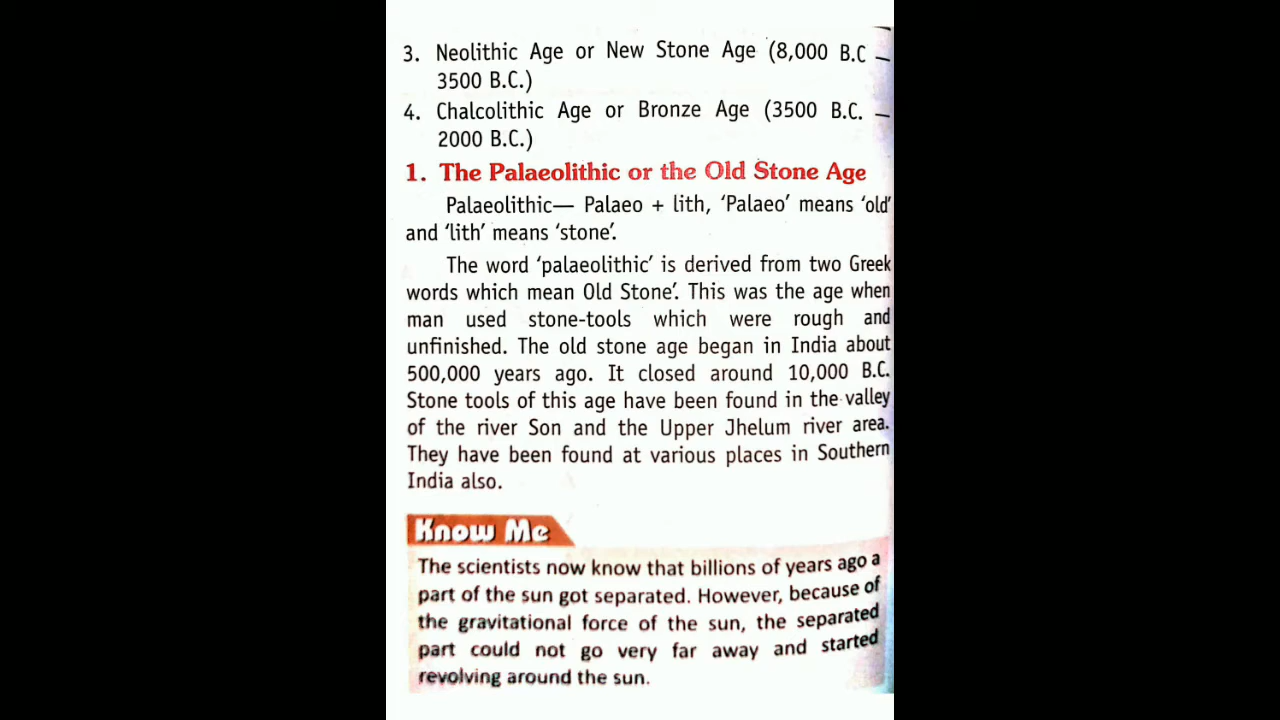 3. Neolithic Age or New Stone Age (8,000 B.C –
3500 B.C.)
4. Chalcolithic Age or Bronze Age (3500 B.C. –
2000 B.C.)
1. The Palaeolithic or the Old Stone Age
Palaeolithic— Palaeo + lith, ‘Palaeo’ means ‘old’
and ‘lith’ means ‘stone’.
The word ‘palaeolithic’ is derived from two Greek
words which mean Old Stone’. This was the age when
man used stone-tools which were rough and
unfinished. The old stone age began in India about
500,000 years ago. It closed around 10,000 B.C.
Stone tools of this age have been found in the valley
of the river Son and the Upper Jhelum river area.
They have been found at various places in Southern
India also.
Know Me
The scientists now know that billions of years ago a
part of the sun got separated. However, because of
the gravitational force of the sun, the separated
part could not go very far away and started
revolving around the sun.